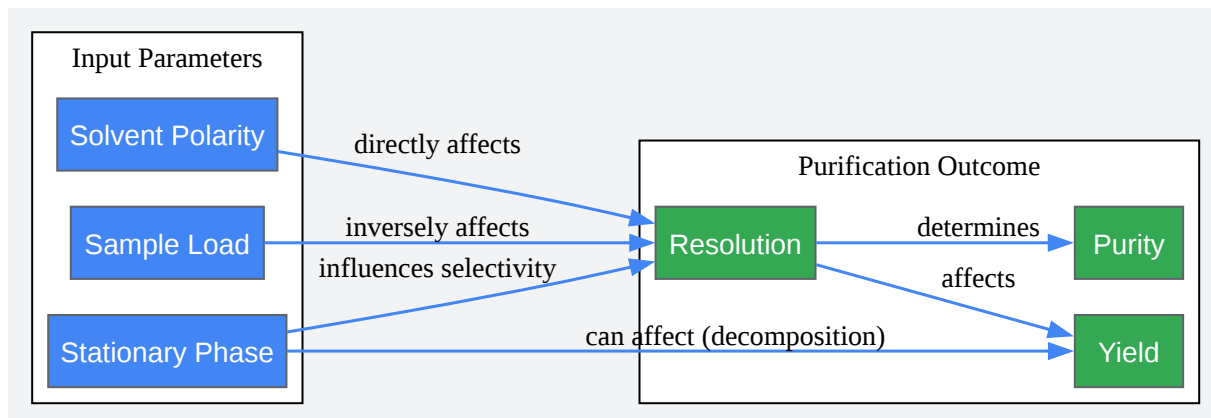 Input Parameters
Solvent Polarity
Sample Load
Stationary Phase
directly affects
inversely affects
influences selectivity
can affect (decomposition)
Purification Outcome
Resolution
determines
affects
Purity
Yield